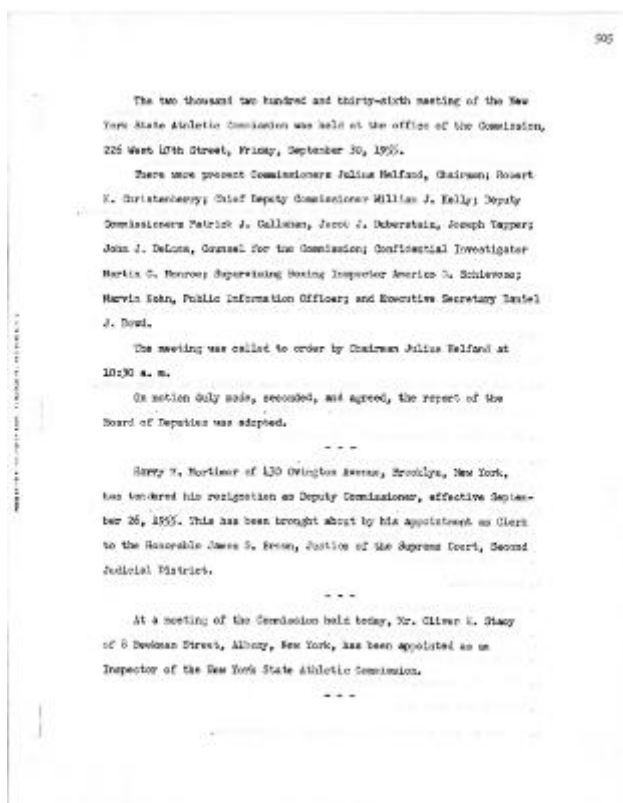 505
The two thousand two hundred and thirty-sixth meeting of the New
York State Athletic Commission was held at the office of the Commission,
226 West 47th Street, Friday, September 30, 1955.
There were present Commissioners Julius Helfand, Chairman; Robert
K. Christenberry; Chief Deputy Commissioner William J. Kelly; Deputy
Commissioners Patrick J. Callahan, Jacob J. Duberstein, Joseph Tapper;
John J. DeLuca, Counsel for the Commission; Confidential Investigator
Martin C. Monroe; Supervising Boxing Inspector Americo Schiavone;
Marvin Kohn, Public Information Officer; and Executive Secretary Daniel
J. Dowd.
The meeting was called to order by Chairman Julius Helfand at
10:30 a. m.
On motion duly made, seconded, and agreed, the report of the
Board of Deputies was adopted.
- - -
Harry Mortimer of 430 Ovington Avenue, Brooklyn, New York,
has tendered his resignation as Deputy Commissioner, effective Septem-
ber 26, 1955. This has been brought about by his appointment as Clerk
to the Honorable James S. Brown, Justice of the Supreme Court, Second
Judicial District.
- - -
At a meeting of the Commission held today, Mr. Oliver Stacy
of 8 Beekman Street, Albany, New York, has been appointed as an
Inspector of the New York State Athletic Commission.
- - -